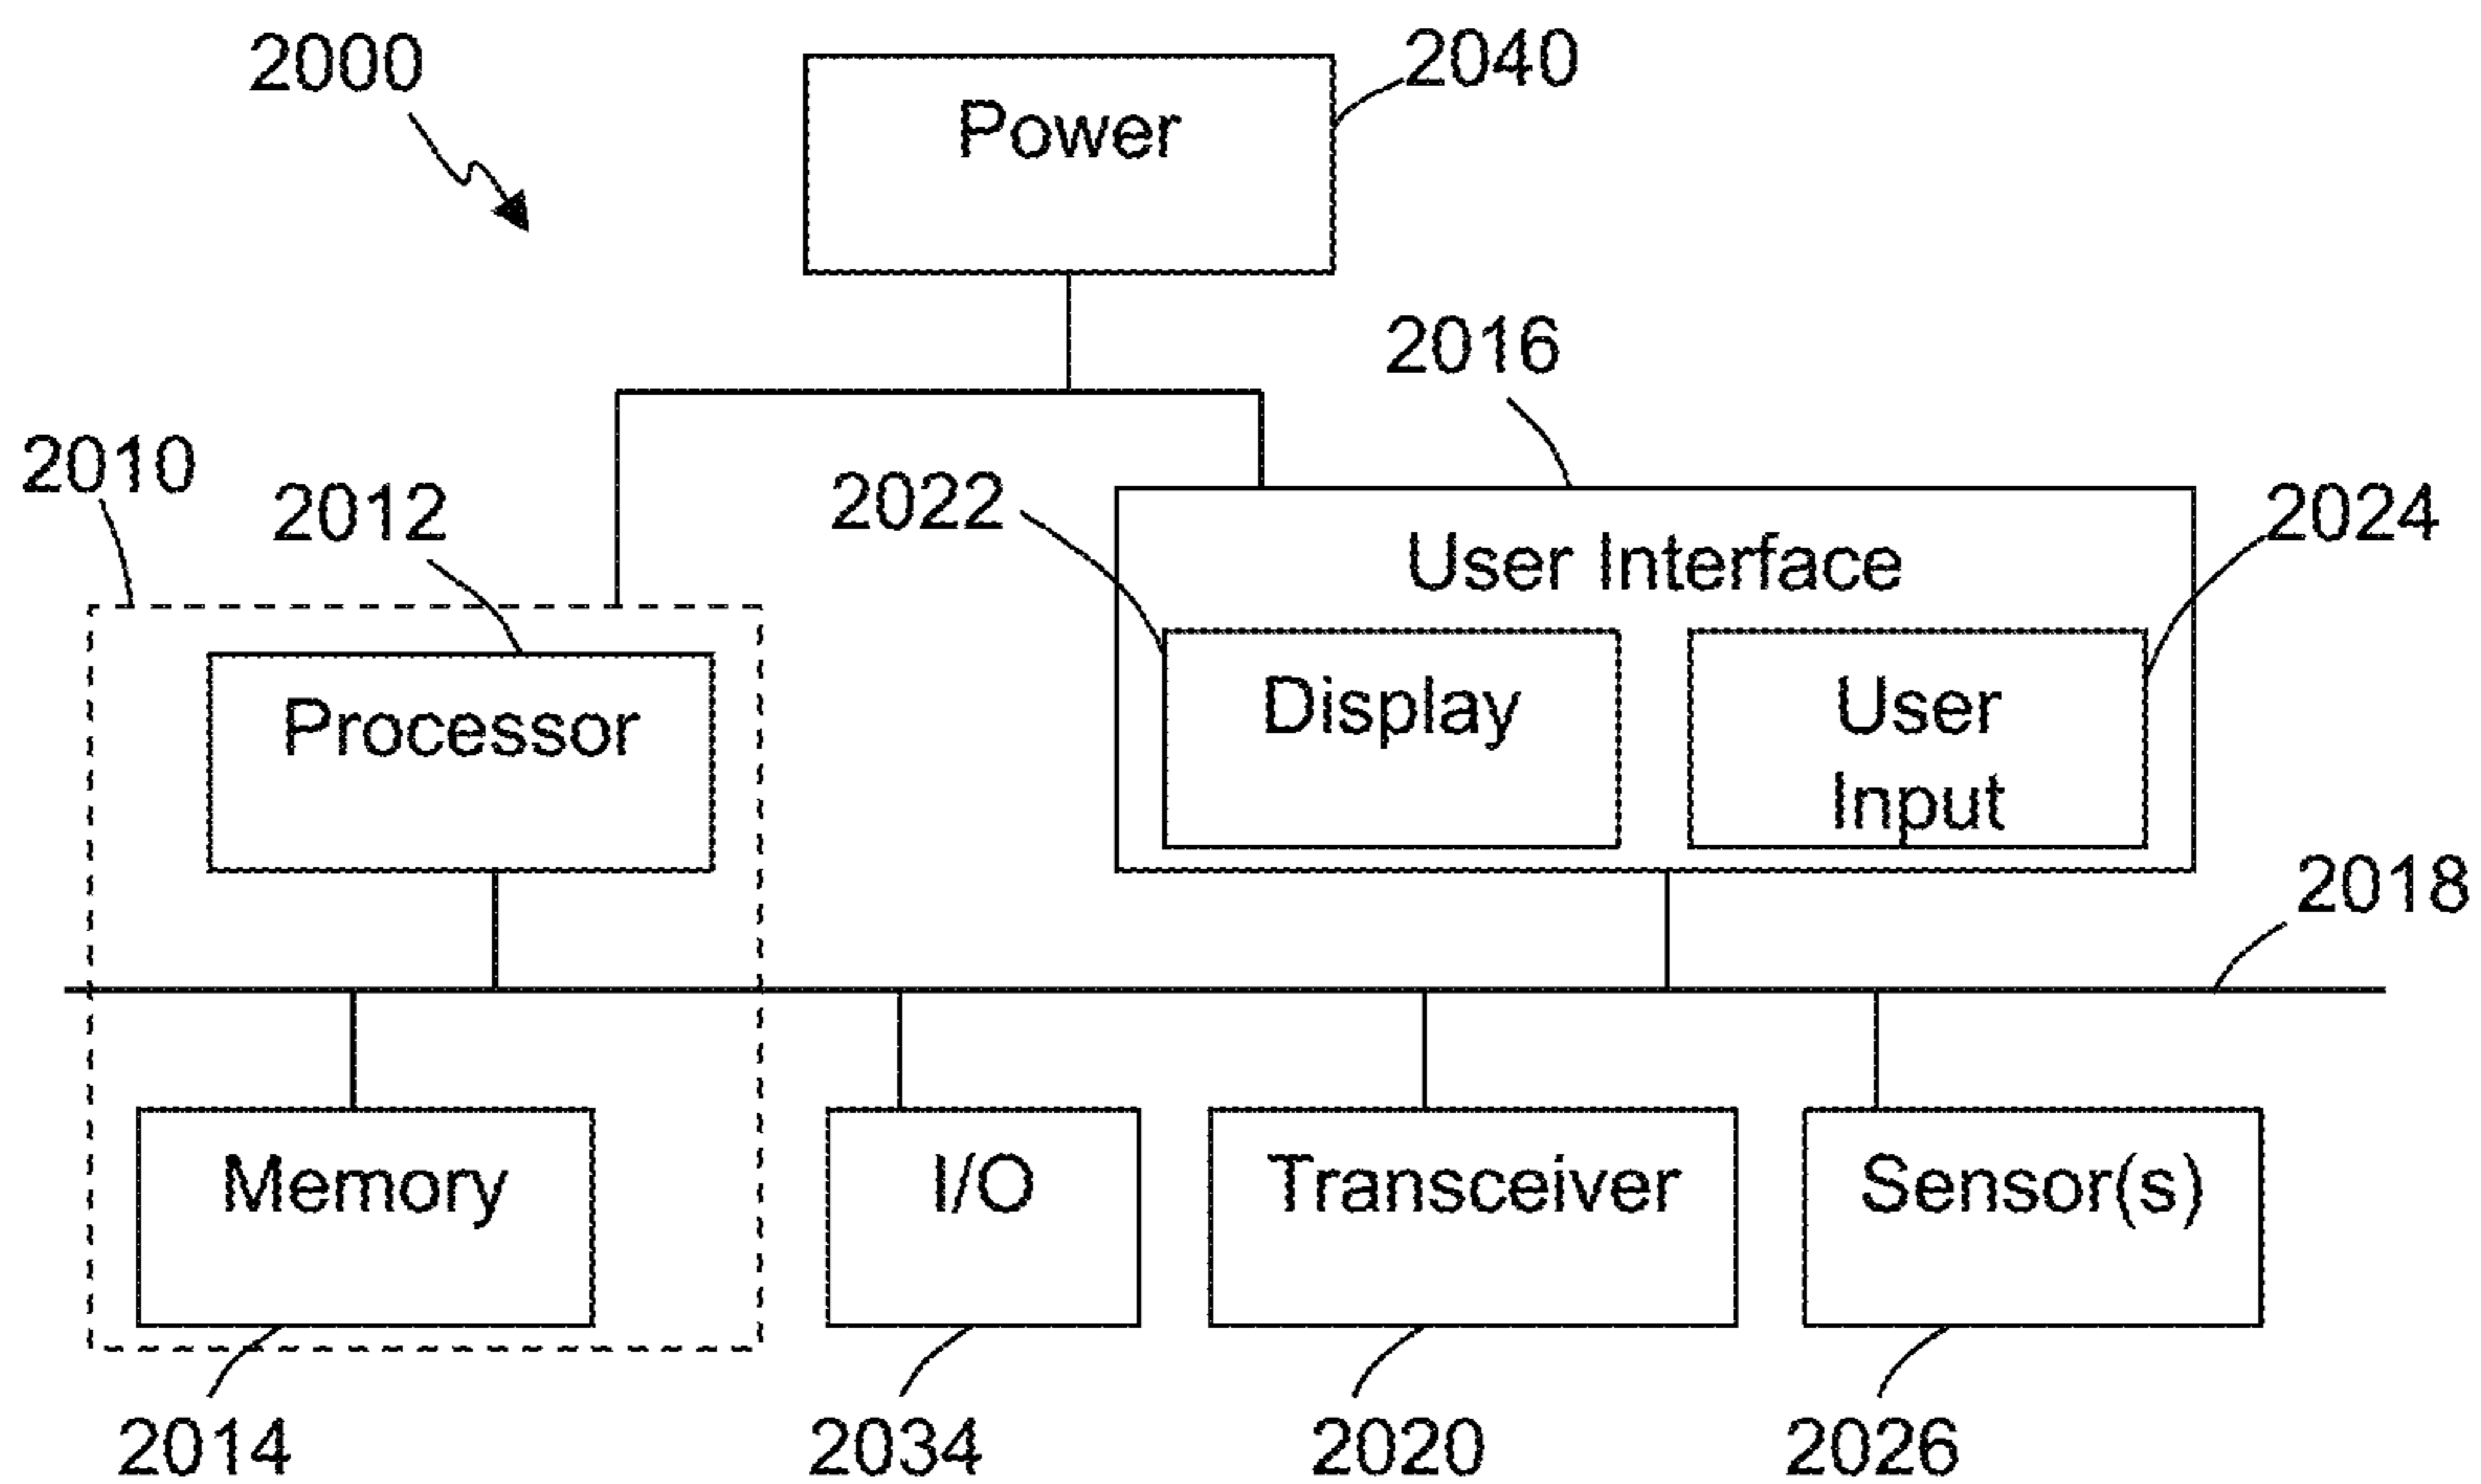 2000
2040
Power
2016
2010
2012
2022
2024
User Interface
Processor
Display
User
Input
2018
Memory
I/O
Transceiver
Sensor(s)
2014
2034
2020
2026